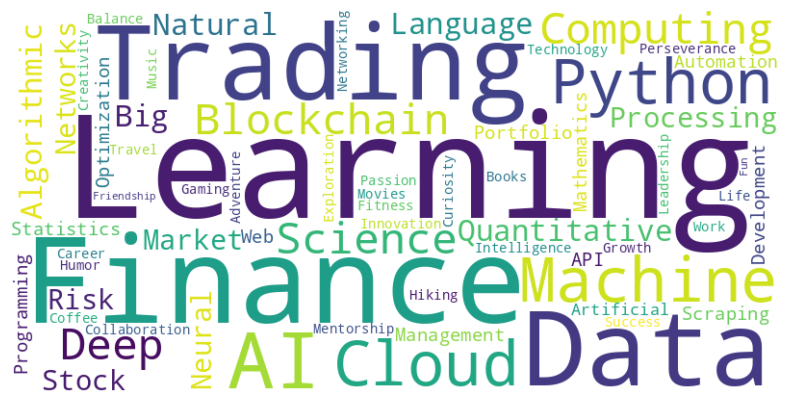 Balance
Natural
Trading
Networking
Language
Computing
Technology
Perseverance
Automation
Algorithmic
Networks
Creativity
Optimization
Music
Big
Blockchain
Python
Portfolio
Processing
Travel
Learning
Friendship
Gaming
Adventure
Exploration
Passion
Movies
Fitness
Innovation
Curiosity
Books
Mathematics
Leadership
Fun
Life
Development
Statistics
Career
Humor
Market
Web
Science
Quantitative
Work
Intelligence
Growth
API
Finance
Machine
Programming
Risk
Coffee
Collaboration
Hiking
Mentorship
Management
Artificial
Success
Scraping
Deep
Stock
Neural
AI
Cloud
Data